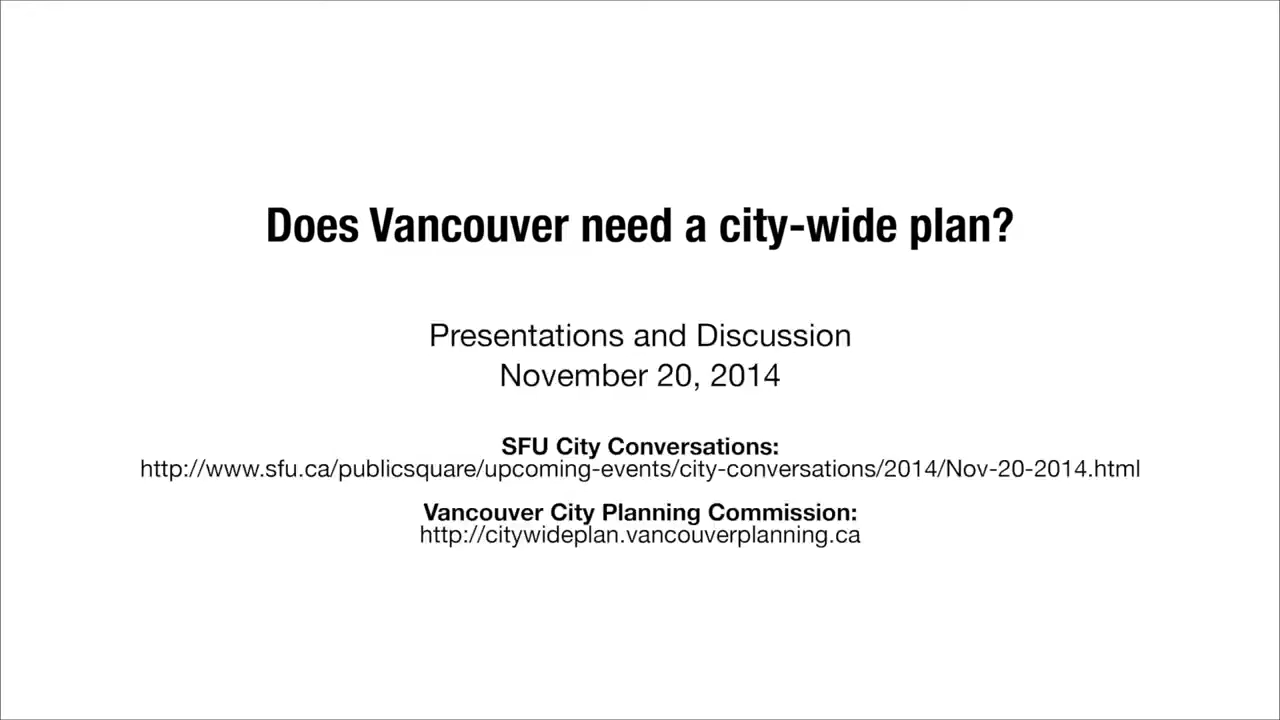 Does Vancouver need a city-wide plan?
Presentations and Discussion
November 20, 2014
SFU City Conversations:
http://www.sfu.ca/publicsquare/upcoming-events/city-conversations/2014/Nov-20-2014.html
Vancouver City Planning Commission:
http://citywideplan.vancouverplanning.ca